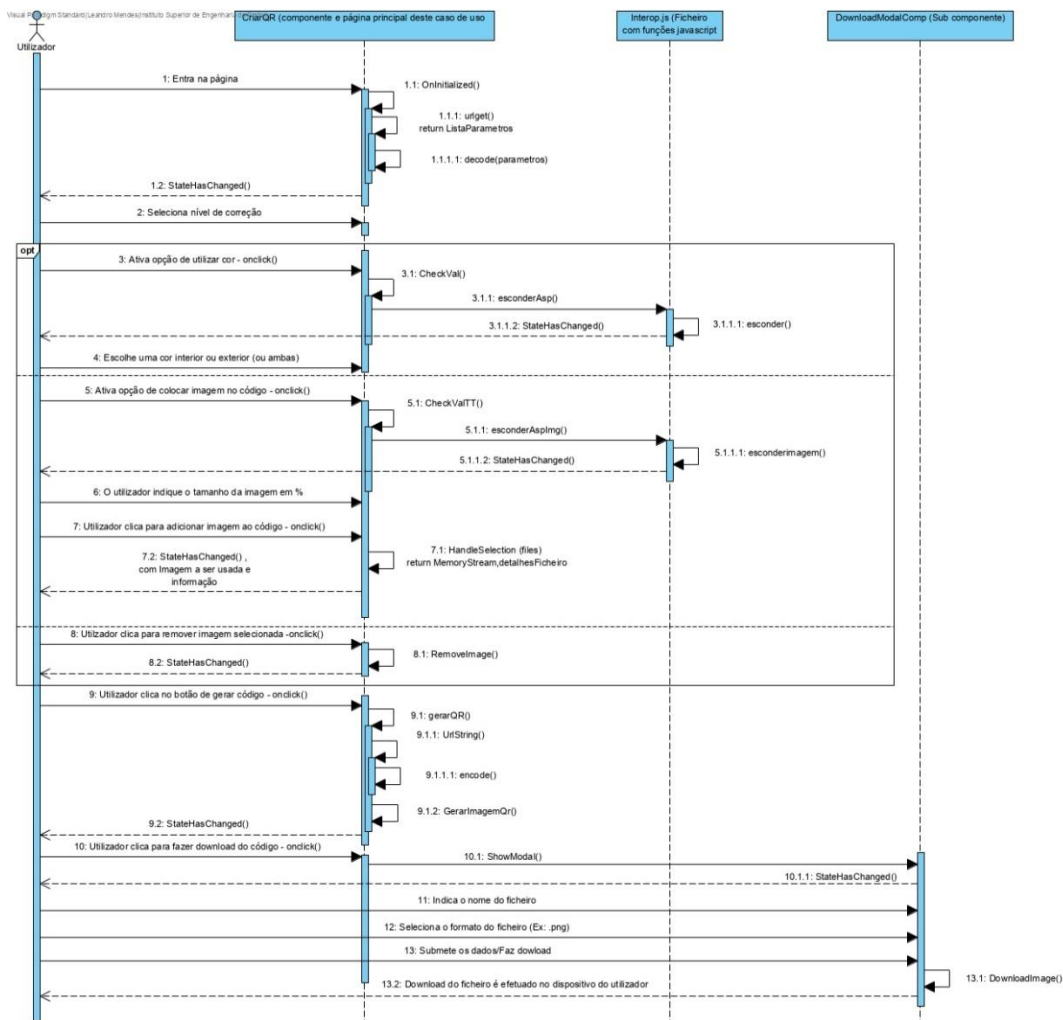 Visual Paradigm Standard(Leandro Mendes(Instituto Superior de Engenharia
CriarQR (componente e página principal deste caso de uso
Interop.js (Ficheiro
com funções javascript
DownloadModalComp (Sub componente)
Utilizador
1: Entra na página
1.1: OnInitialized()
1.1.1: urlget()
return ListaParametros
1.1.1.1: decode(parametros)
1.2: StateHasChanged()
2: Seleciona nível de correção
opt
3: Ativa opção de utilizar cor - onclick()
3.1: CheckVal()
3.1.1: esconderAsp()
3.1.1.1: esconder()
3.1.1.2: StateHasChanged()
4: Escolhe uma cor interior ou exterior (ou ambas)
5: Ativa opção de colocar imagem no código - onclick()
5.1: CheckValTT()
5.1.1: esconderAspImg()
5.1.1.1: esconderimagem()
5.1.1.2: StateHasChanged()
6: O utilizador indique o tamanho da imagem em %
7: Utilizador clica para adicionar imagem ao código - onclick()
7.1: HandleSelection (files)
return MemoryStream,detalhesFicheiro
7.2: StateHasChanged() ,
com Imagem a ser usada e
informação
8: Utilzador clica para remover imagem selecionada -onclick()
8.1: RemoveImage()
8.2: StateHasChanged()
9: Utilizador clica no botão de gerar código - onclick()
9.1: gerarQR()
9.1.1: UrlString()
9.1.1.1: encode()
9.1.2: GerarImagemQr()
9.2: StateHasChanged()
10: Utilizador clica para fazer download do código - onclick()
10.1: ShowModal()
10.1.1: StateHasChanged()
11: Indica o nome do ficheiro
12: Seleciona o formato do ficheiro (Ex: .png)
13: Submete os dados/Faz dowload
13.1: DownloadImage()
13.2: Download do ficheiro é efetuado no dispositivo do utilizador